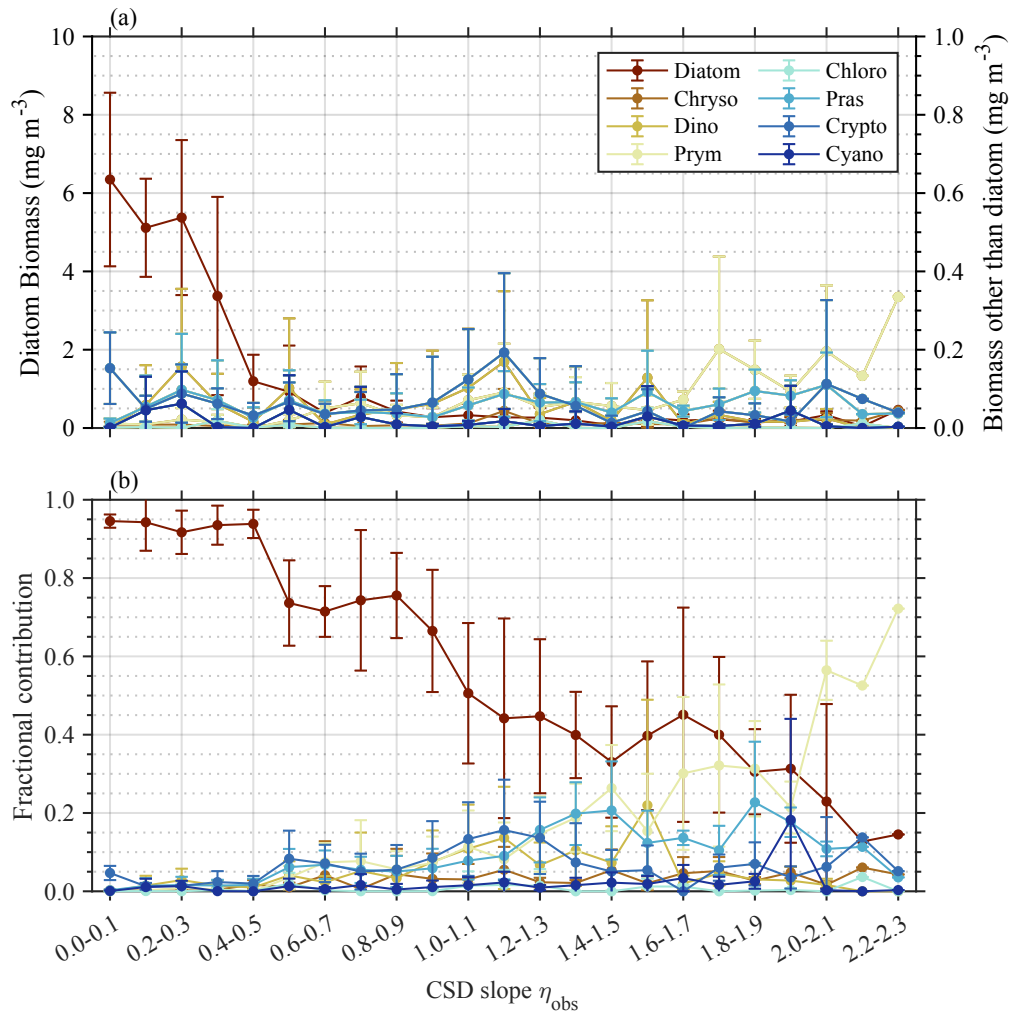 (a)
10
8
6
4
2
0
Diatom Biomass (mg m⁻³)
1.0
0.8
0.6
0.4
0.2
0.0
Biomass other than diatom (mg m⁻³)
Diatom
Chryso
Dino
Prym
Chloro
Pras
Crypto
Cyano
(b)
1.0
0.8
0.6
0.4
0.2
0.0
Fractional contribution
0.0-0.1
0.2-0.3
0.4-0.5
0.6-0.7
0.8-0.9
1.0-1.1
1.2-1.3
1.4-1.5
1.6-1.7
1.8-1.9
2.0-2.1
2.2-2.3
CSD slope η_obs